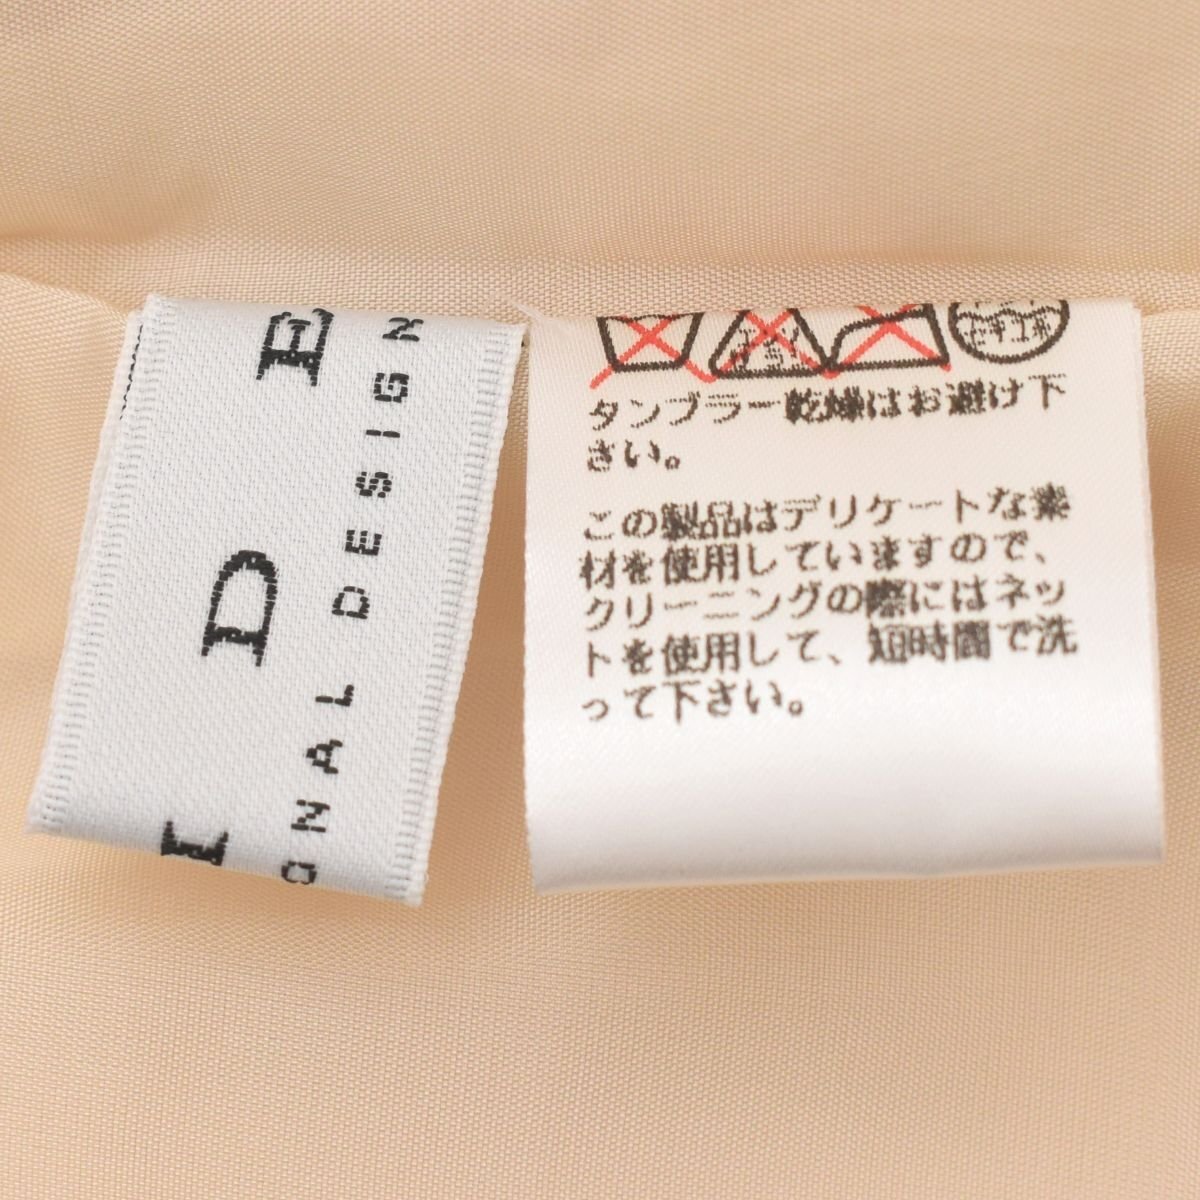 I D E
ONAL DESIGN
タンブラー乾燥はお避け下
さい。
この製品はデリケートな素
材を使用していますので、
クリーニングの際にはネッ
トを使用して、短時間で洗
って下さい。